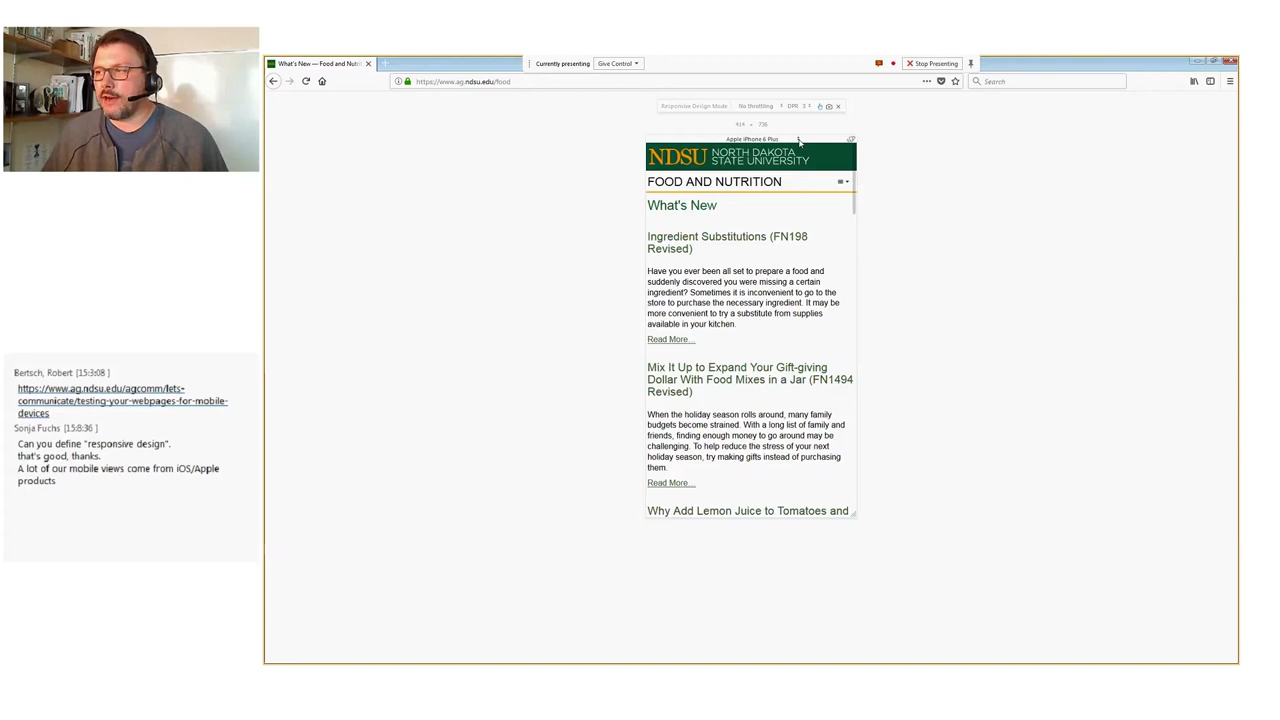 What's New — Food and Nutri
Currently presenting
Give Control
Stop Presenting
https://www.ag.ndsu.edu/food
Search
Responsive Design Mode
No throttling
DPR 3
414 × 736
Apple iPhone 6 Plus
NDSU NORTH DAKOTA
STATE UNIVERSITY
FOOD AND NUTRITION
What's New
Ingredient Substitutions (FN198
Revised)
Have you ever been all set to prepare a food and
suddenly discovered you were missing a certain
ingredient? Sometimes it is inconvenient to go to the
store to purchase the necessary ingredient. It may be
more convenient to try a substitute from supplies
available in your kitchen.
Read More…
Mix It Up to Expand Your Gift-giving
Dollar With Food Mixes in a Jar (FN1494
Revised)
When the holiday season rolls around, many family
budgets become strained. With a long list of family and
friends, finding enough money to go around may be
challenging. To help reduce the stress of your next
holiday season, try making gifts instead of purchasing
them.
Read More…
Why Add Lemon Juice to Tomatoes and
Bertsch, Robert [15:3:08 ]
https://www.ag.ndsu.edu/agcomm/lets-
communicate/testing-your-webpages-for-mobile-
devices
Sonja Fuchs [15:8:36 ]
Can you define "responsive design".
that's good, thanks.
A lot of our mobile views come from iOS/Apple
products